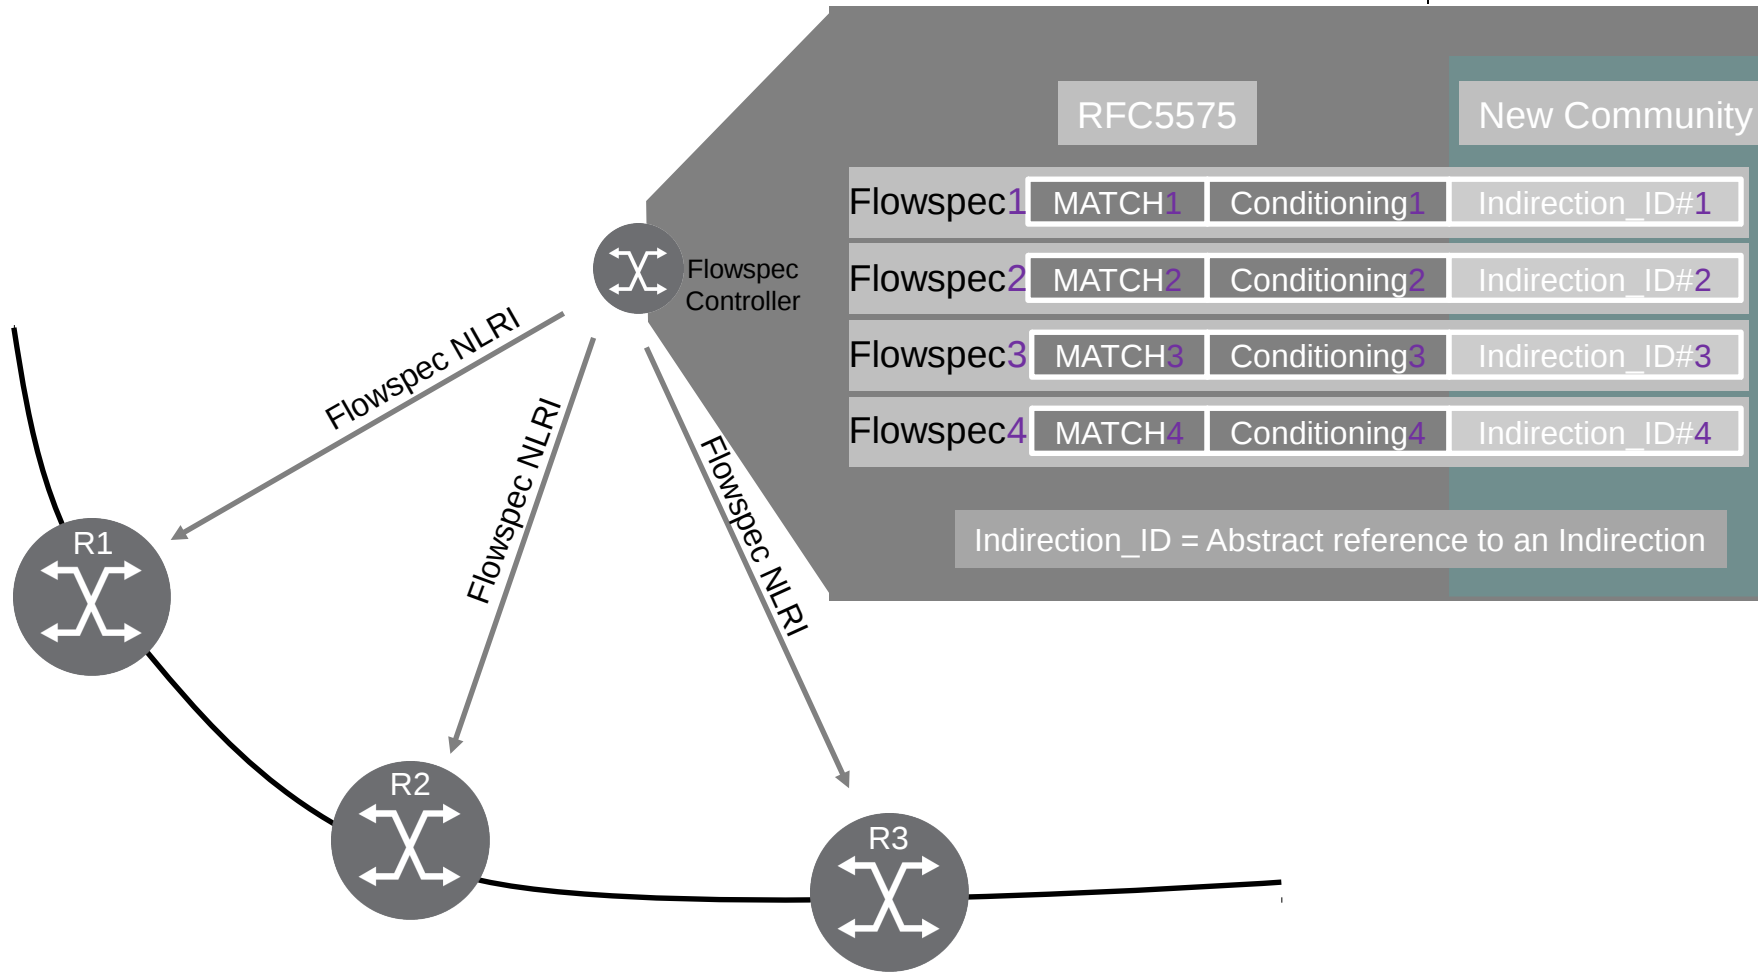 RFC5575
New Community
Flowspec1 MATCH1 Conditioning1 Indirection_ID#1
Flowspec2 MATCH2 Conditioning2 Indirection_ID#2
Flowspec3 MATCH3 Conditioning3 Indirection_ID#3
Flowspec4 MATCH4 Conditioning4 Indirection_ID#4
Indirection_ID = Abstract reference to an Indirection
Flowspec
Controller
Flowspec NLRI
Flowspec NLRI
Flowspec NLRI
R1
R2
R3